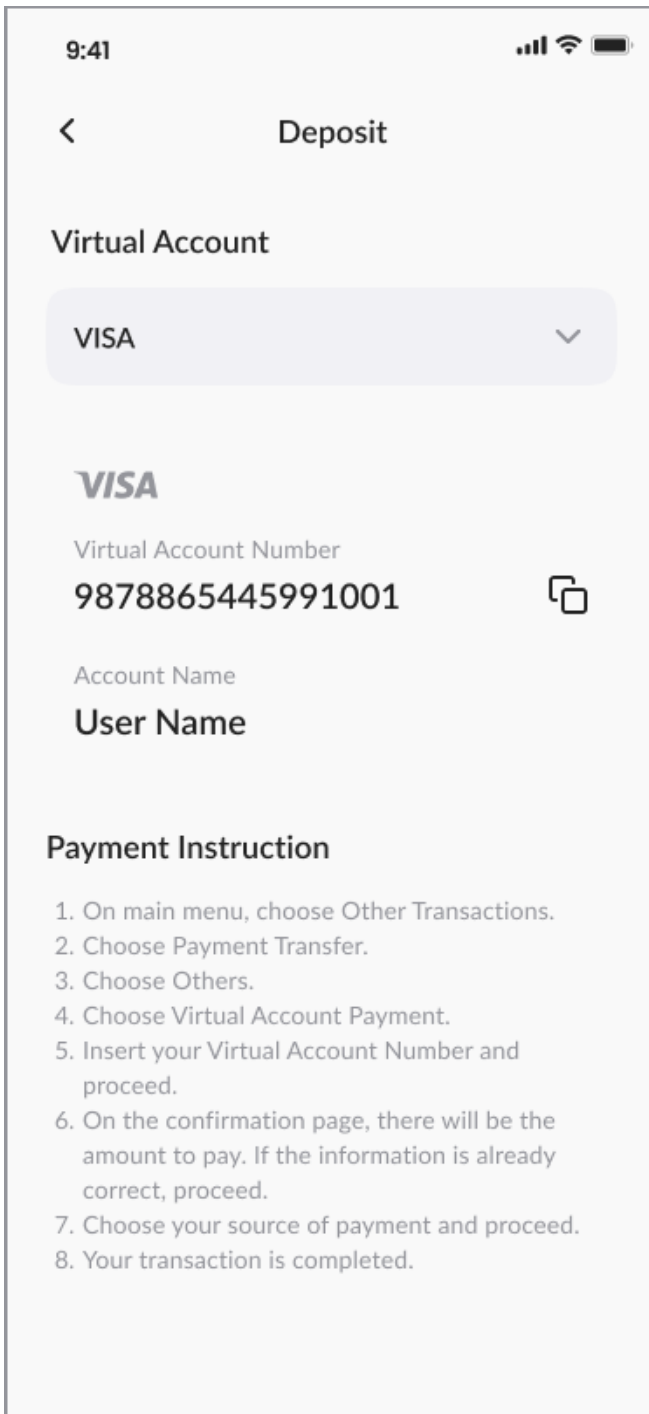 9:41
Deposit
Virtual Account
VISA
VISA
Virtual Account Number
9878865445991001
Account Name
User Name
Payment Instruction
1. On main menu, choose Other Transactions.
2. Choose Payment Transfer.
3. Choose Others.
4. Choose Virtual Account Payment.
5. Insert your Virtual Account Number and
proceed.
6. On the confirmation page, there will be the
amount to pay. If the information is already
correct, proceed.
7. Choose your source of payment and proceed.
8. Your transaction is completed.